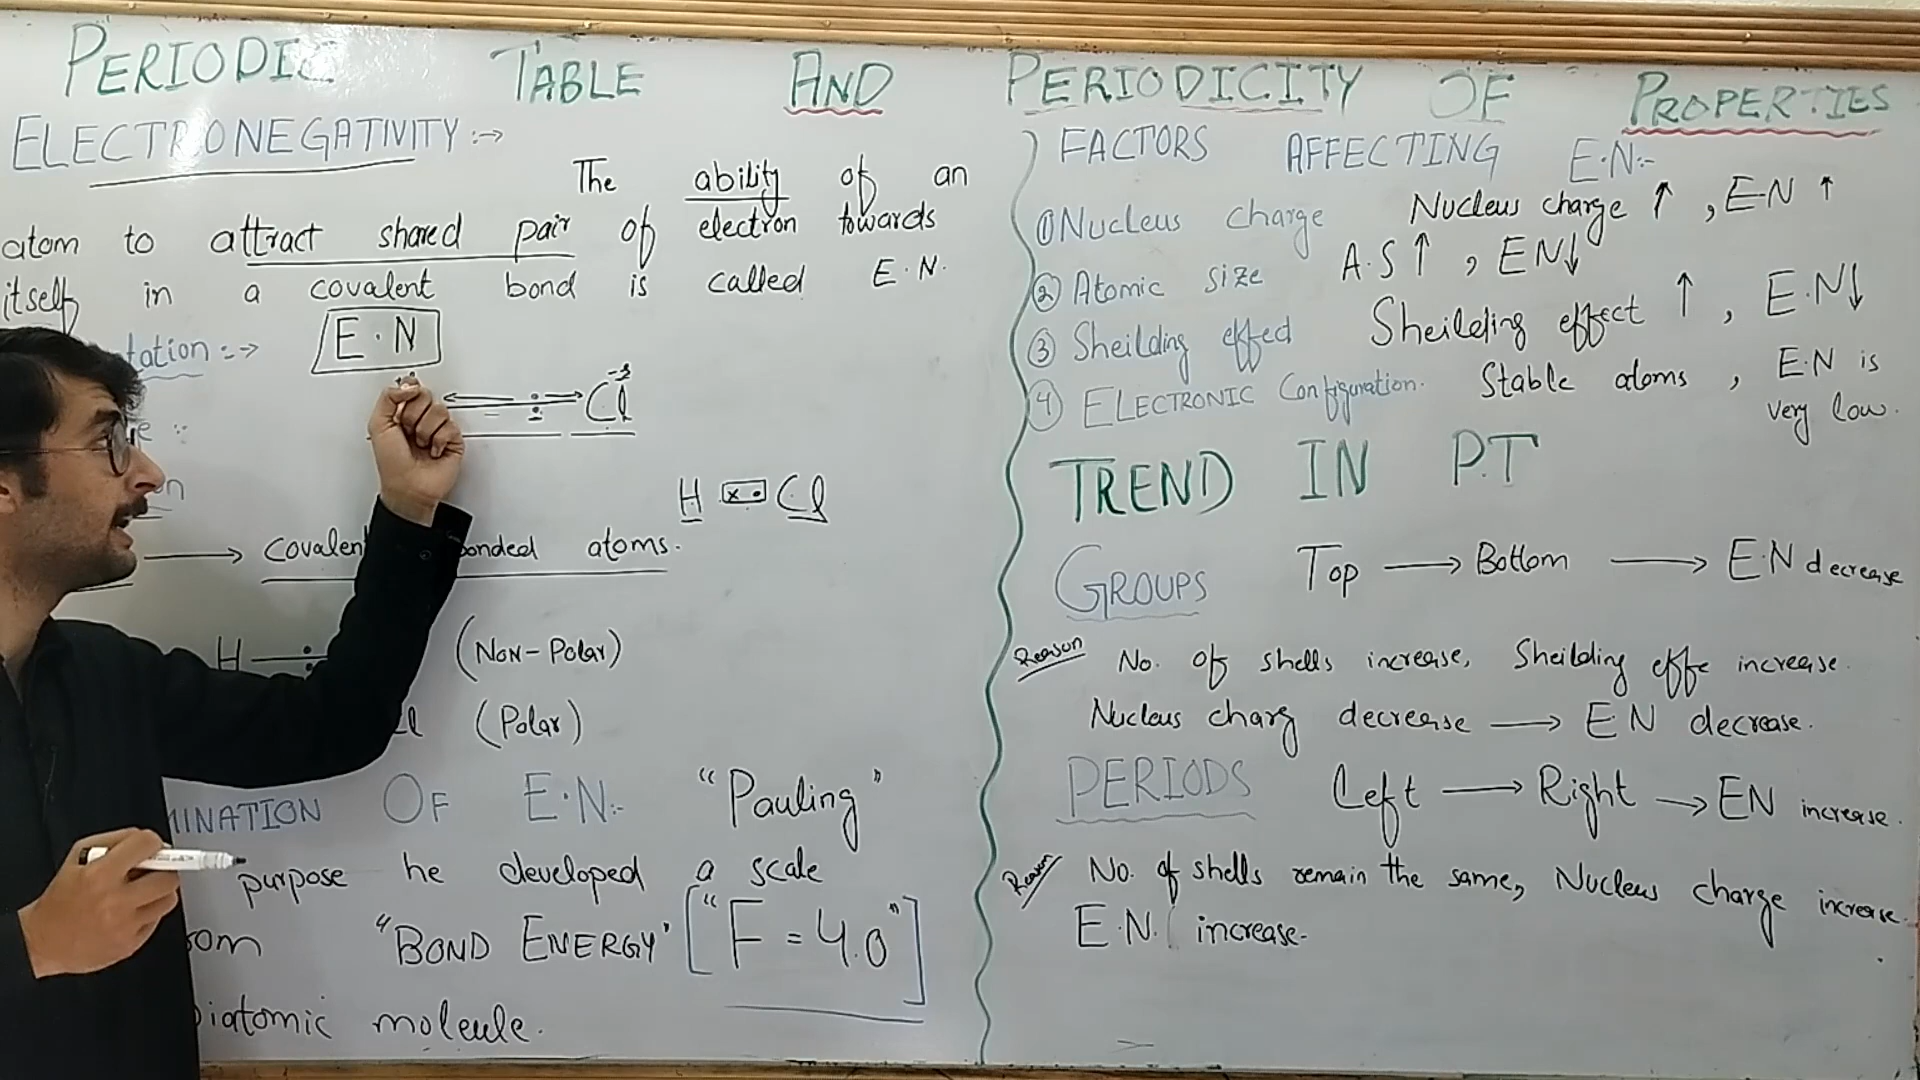 PERIODIC TABLE AND PERIODICITY OF PROPERTIES
ELECTRONEGATIVITY :→
The ability of an
atom to attract shared pair of electron towards
itself in a covalent bond is called E.N.
tation :→ E.N
Cl
H x. Cl
→ covalent bonded atoms.
H — : (Non-Polar)
(Polar)
MINATION OF E.N:- "Pauling"
purpose he developed a scale
om "BOND ENERGY" ["F = 4.0"]
iatomic molecule.
FACTORS AFFECTING E.N:-
① Nucleus charge Nucleus charge ↑ , E-N ↑
② Atomic size A.S ↑ , EN↓
③ Sheilding effect Sheilding effect ↑ , E.N↓
④ ELECTRONIC Configuration. Stable atoms , E.N is
very low.
TREND IN P.T
GROUPS Top → Bottom → E.N decrease
Reason No. of shells increase, Sheilding effe increase.
Nucleus charg decrease → EN decrease.
PERIODS Left → Right → EN increase.
Reason No. of shells remain the same, Nucleus charge increase.
E.N. increase-